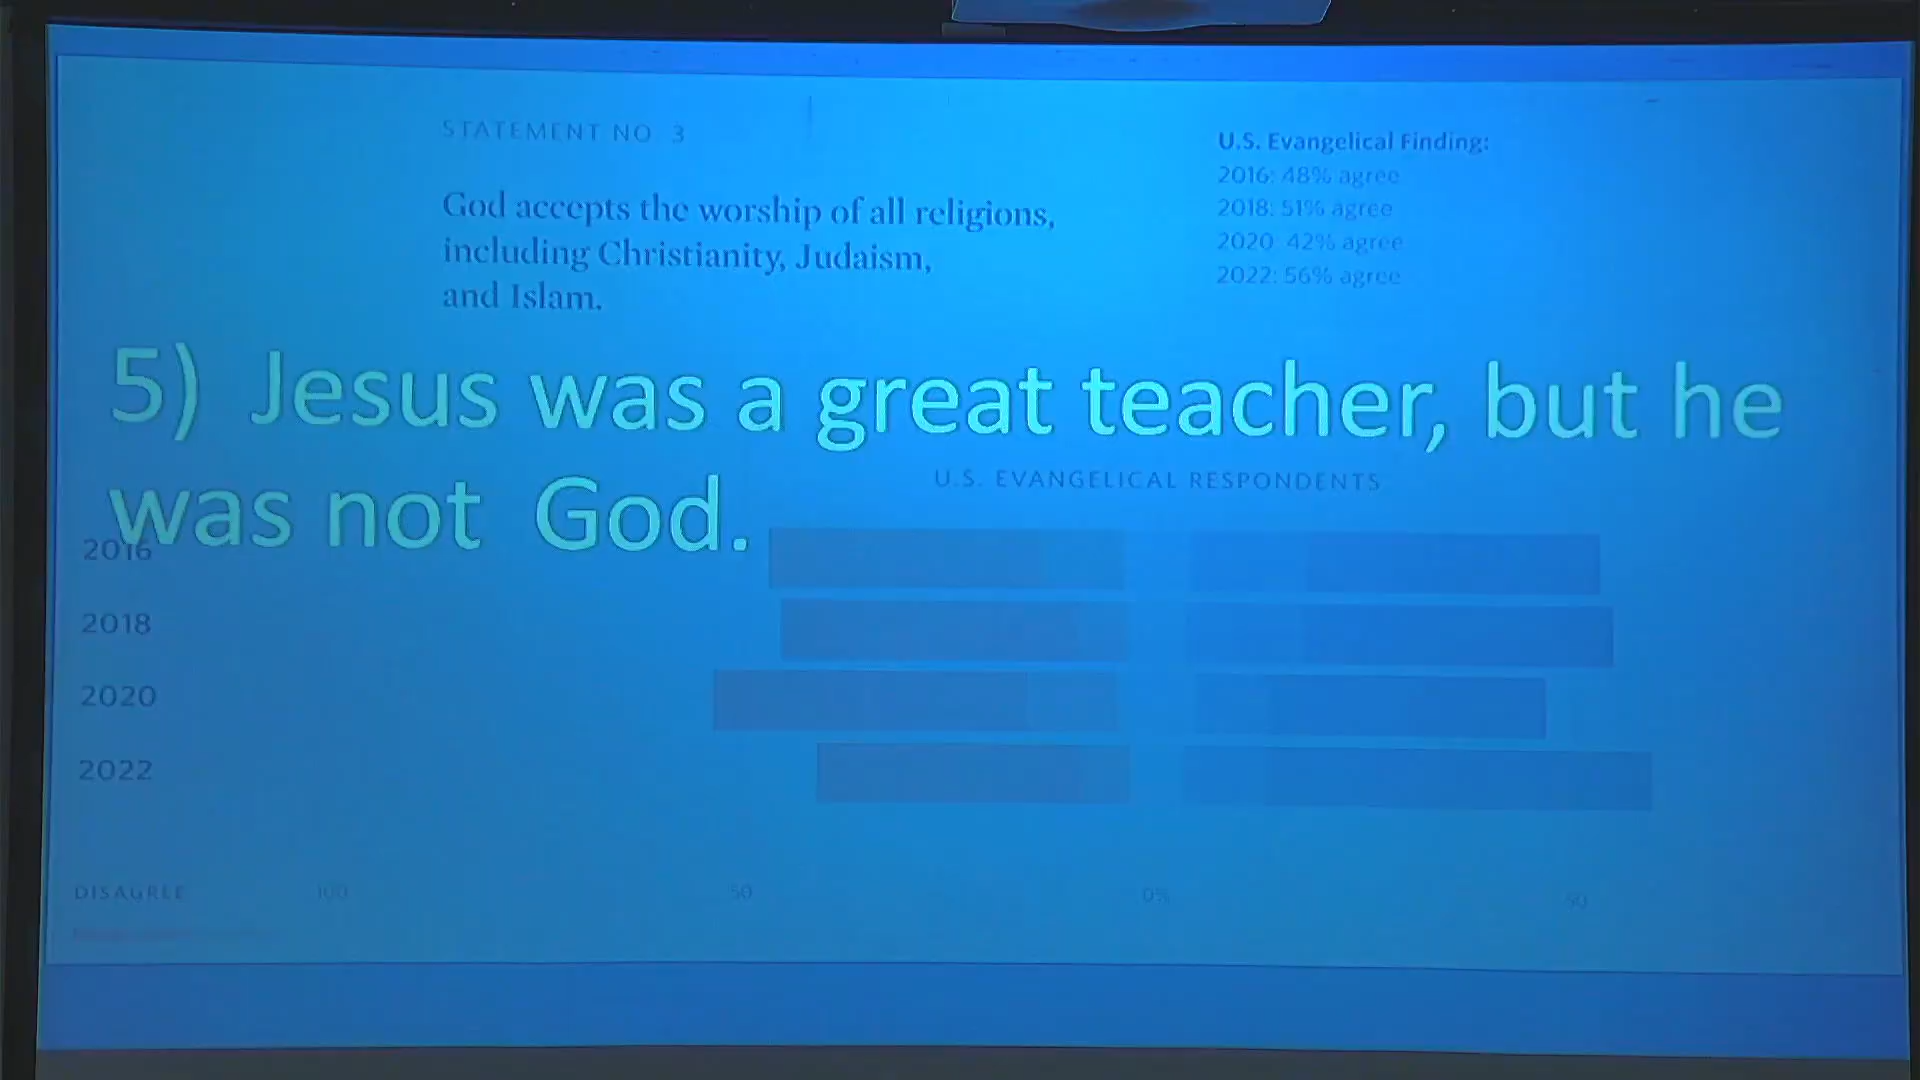 STATEMENT NO 3
God accepts the worship of all religions,
including Christianity, Judaism,
and Islam.
U.S. Evangelical Finding:
2016: 48% agree
2018: 51% agree
2020: 42% agree
2022: 56% agree
5) Jesus was a great teacher, but he
was not God.
U.S. EVANGELICAL RESPONDENTS
2016
2018
2020
2022
DISAGREE 100 50 0% 50